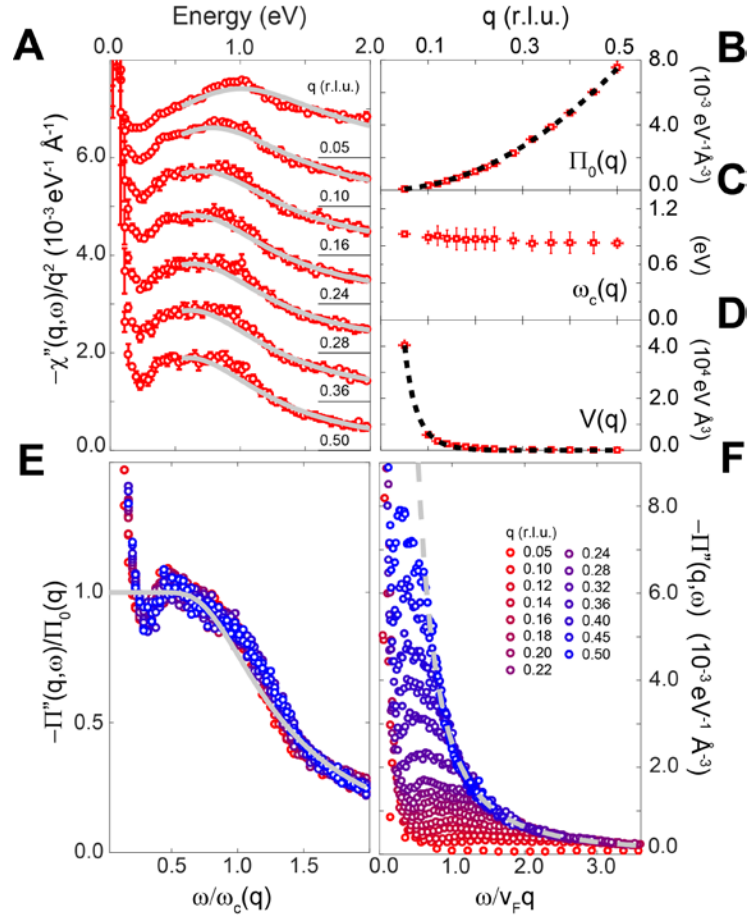 Energy (eV)
0.0 1.0 2.0
A
q (r.l.u.)
0.05
0.10
0.16
0.24
0.28
0.36
0.50
6.0
4.0
2.0
0.0
−χ"(q,ω)/q² (10⁻³ eV⁻¹ Å⁻¹)
q (r.l.u.)
0.1 0.3 0.5
B
8.0
4.0
0.0
(10⁻³ eV⁻¹Å⁻³)
Π₀(q)
C
1.2
0.6
0.0
(eV)
ω_c(q)
D
4.0
2.0
0.0
(10⁴ eV Å³)
V(q)
E
1.0
0.5
0.0
−Π"(q,ω)/Π₀(q)
0.5 1.0 1.5
ω/ω_c(q)
F
q (r.l.u.)
0.05 0.24
0.10 0.28
0.12 0.32
0.14 0.36
0.16 0.40
0.18 0.45
0.20 0.50
0.22
8.0
6.0
4.0
2.0
0.0
−Π"(q,ω) (10⁻³ eV⁻¹ Å⁻³)
0.0 1.0 2.0 3.0
ω/v_Fq